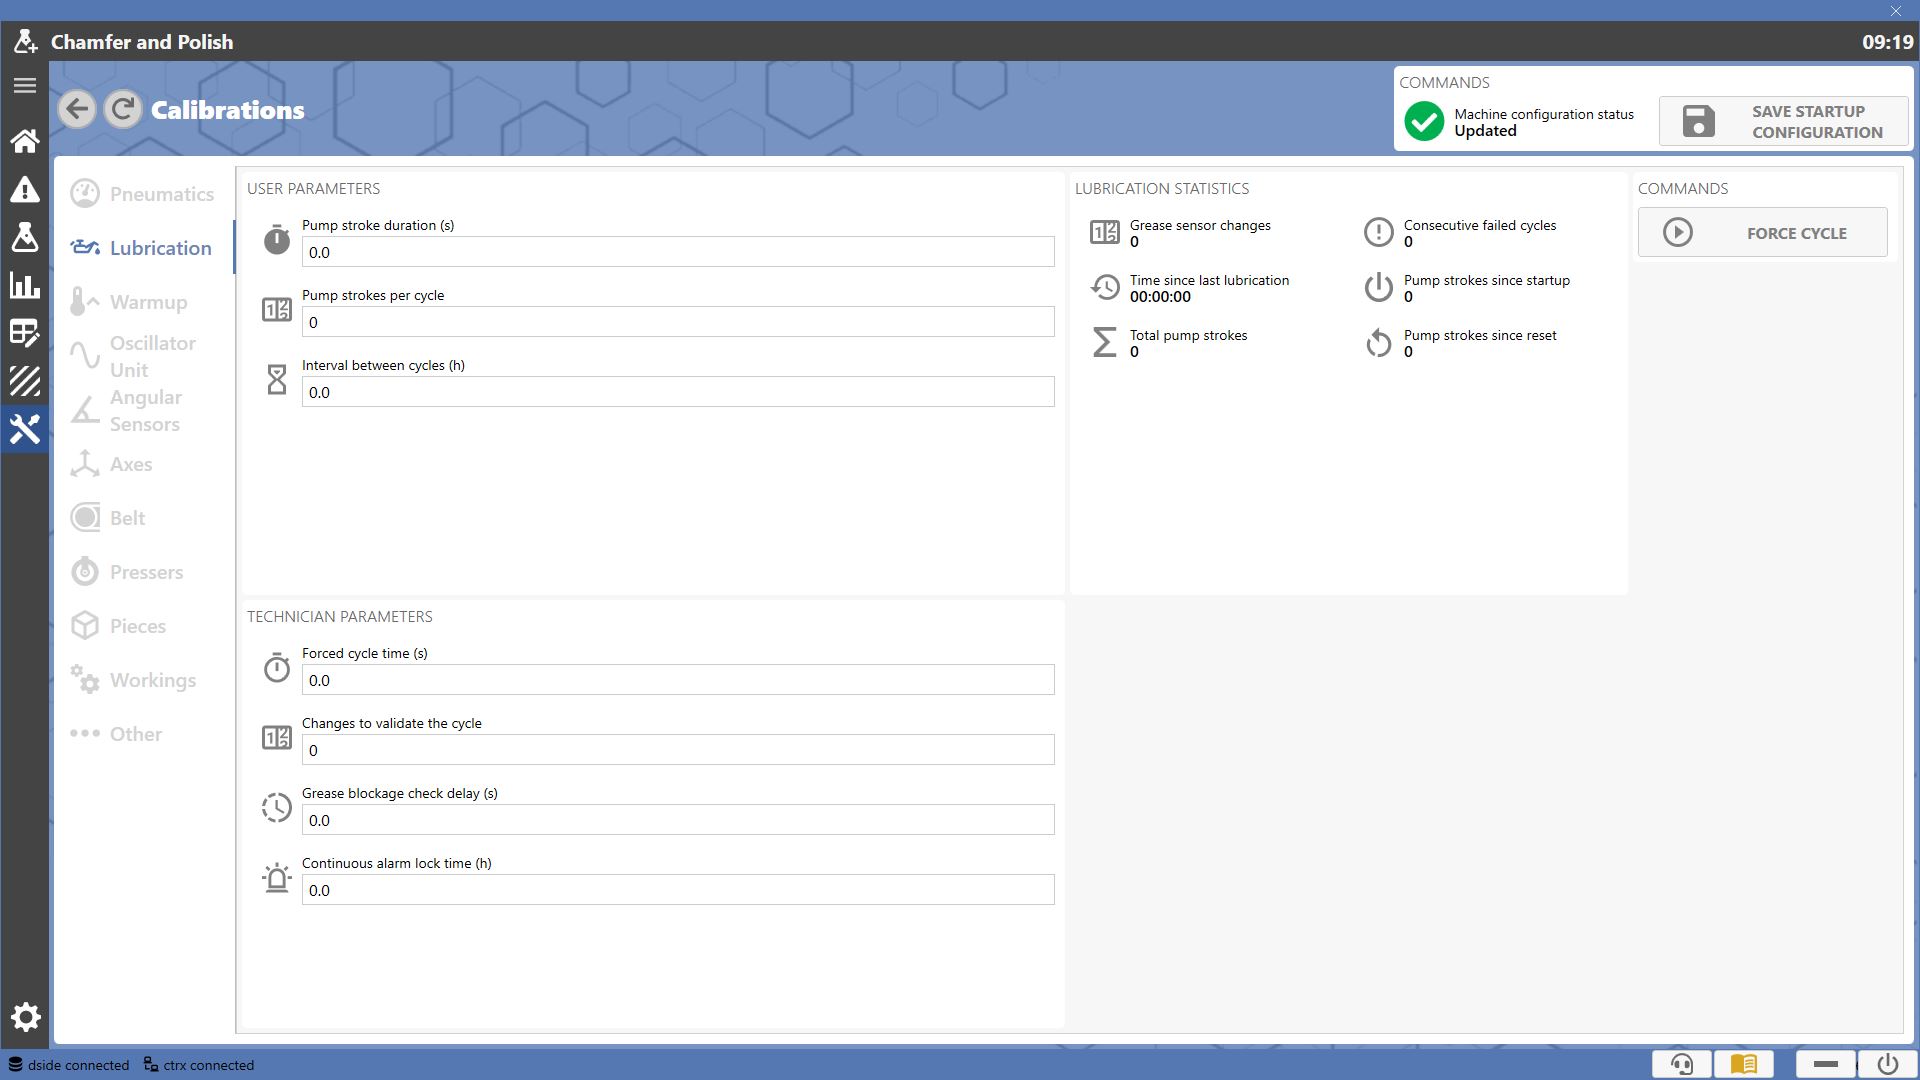 Chamfer and Polish
09:19
Calibrations
COMMANDS
Machine configuration status
Updated
SAVE STARTUP
CONFIGURATION
Pneumatics
Lubrication
Warmup
Oscillator
Unit
Angular
Sensors
Axes
Belt
Pressers
Pieces
Workings
Other
USER PARAMETERS
Pump stroke duration (s)
0.0
Pump strokes per cycle
0
Interval between cycles (h)
0.0
LUBRICATION STATISTICS
Grease sensor changes
0
Consecutive failed cycles
0
Time since last lubrication
00:00:00
Pump strokes since startup
0
Total pump strokes
0
Pump strokes since reset
0
COMMANDS
FORCE CYCLE
TECHNICIAN PARAMETERS
Forced cycle time (s)
0.0
Changes to validate the cycle
0
Grease blockage check delay (s)
0.0
Continuous alarm lock time (h)
0.0
dside connected
ctrx connected